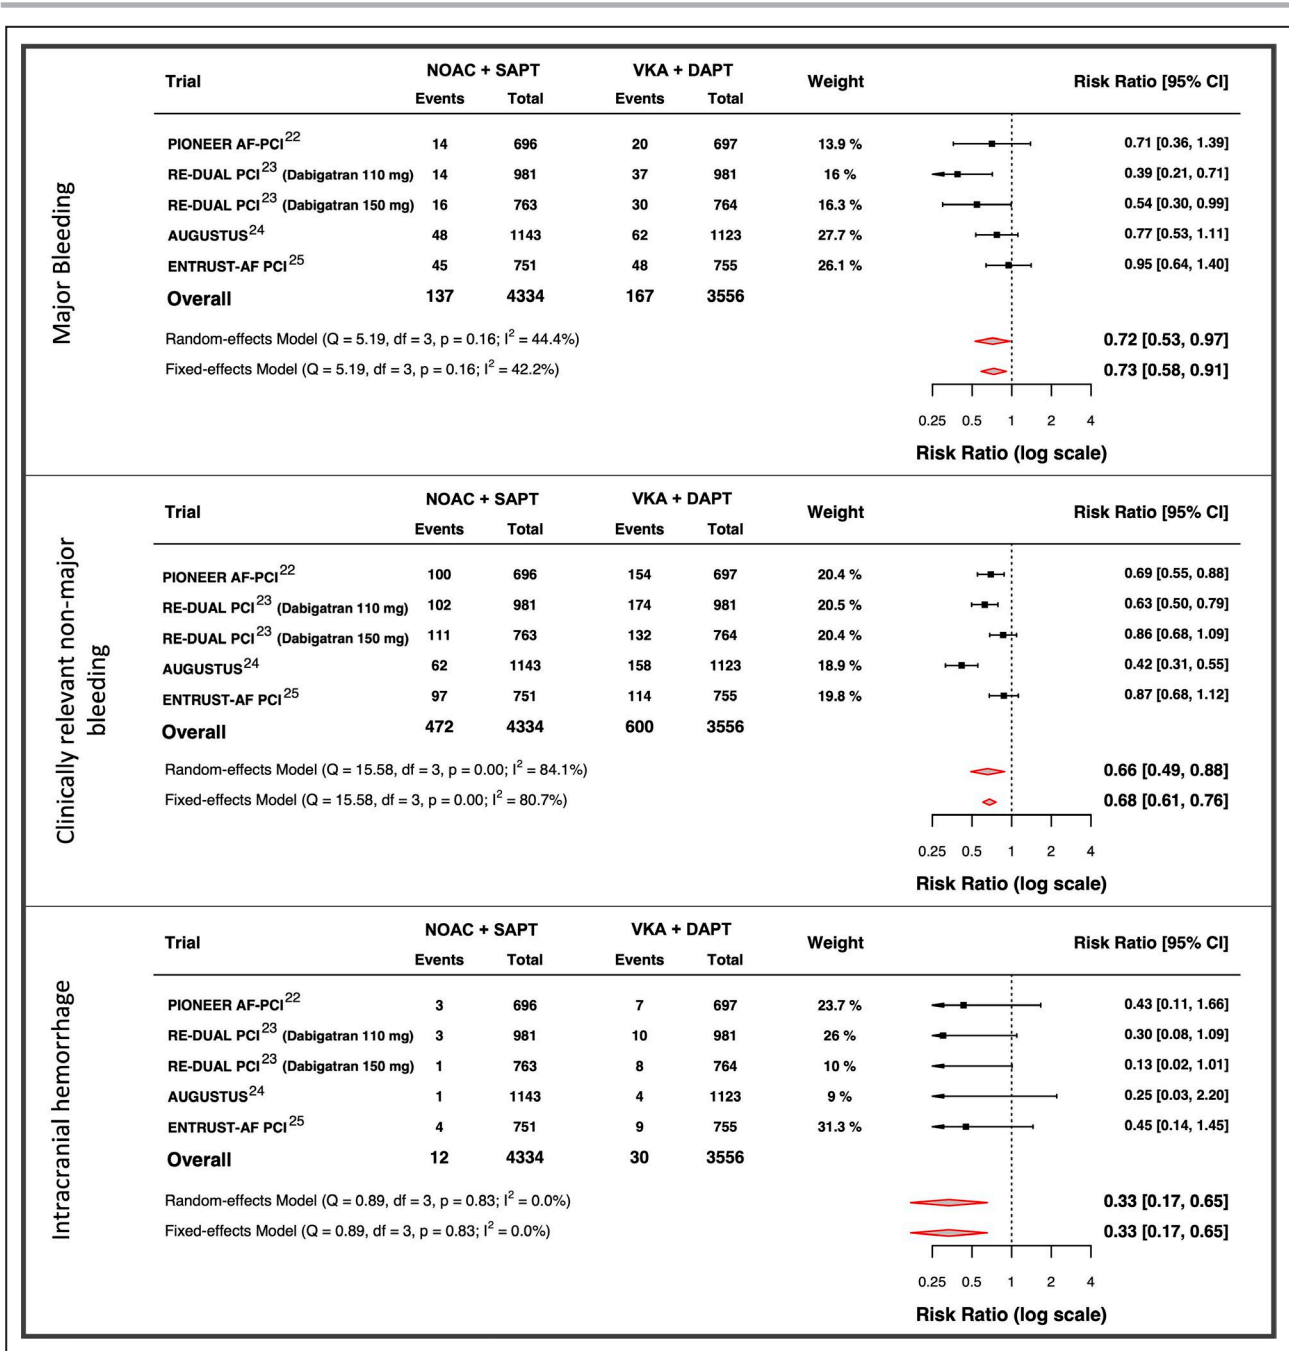 Major Bleeding
Trial NOAC + SAPT VKA + DAPT Weight Risk Ratio [95% CI]
Events Total Events Total
PIONEER AF-PCI22 14 696 20 697 13.9 % 0.71 [0.36, 1.39]
RE-DUAL PCI23 (Dabigatran 110 mg) 14 981 37 981 16 % 0.39 [0.21, 0.71]
RE-DUAL PCI23 (Dabigatran 150 mg) 16 763 30 764 16.3 % 0.54 [0.30, 0.99]
AUGUSTUS24 48 1143 62 1123 27.7 % 0.77 [0.53, 1.11]
ENTRUST-AF PCI25 45 751 48 755 26.1 % 0.95 [0.64, 1.40]
Overall 137 4334 167 3556
Random-effects Model (Q = 5.19, df = 3, p = 0.16; I2 = 44.4%) 0.72 [0.53, 0.97]
Fixed-effects Model (Q = 5.19, df = 3, p = 0.16; I2 = 42.2%) 0.73 [0.58, 0.91]
0.25 0.5 1 2 4
Risk Ratio (log scale)
Clinically relevant non-major
bleeding
Trial NOAC + SAPT VKA + DAPT Weight Risk Ratio [95% CI]
Events Total Events Total
PIONEER AF-PCI22 100 696 154 697 20.4 % 0.69 [0.55, 0.88]
RE-DUAL PCI23 (Dabigatran 110 mg) 102 981 174 981 20.5 % 0.63 [0.50, 0.79]
RE-DUAL PCI23 (Dabigatran 150 mg) 111 763 132 764 20.4 % 0.86 [0.68, 1.09]
AUGUSTUS24 62 1143 158 1123 18.9 % 0.42 [0.31, 0.55]
ENTRUST-AF PCI25 97 751 114 755 19.8 % 0.87 [0.68, 1.12]
Overall 472 4334 600 3556
Random-effects Model (Q = 15.58, df = 3, p = 0.00; I2 = 84.1%) 0.66 [0.49, 0.88]
Fixed-effects Model (Q = 15.58, df = 3, p = 0.00; I2 = 80.7%) 0.68 [0.61, 0.76]
0.25 0.5 1 2 4
Risk Ratio (log scale)
Intracranial hemorrhage
Trial NOAC + SAPT VKA + DAPT Weight Risk Ratio [95% CI]
Events Total Events Total
PIONEER AF-PCI22 3 696 7 697 23.7 % 0.43 [0.11, 1.66]
RE-DUAL PCI23 (Dabigatran 110 mg) 3 981 10 981 26 % 0.30 [0.08, 1.09]
RE-DUAL PCI23 (Dabigatran 150 mg) 1 763 8 764 10 % 0.13 [0.02, 1.01]
AUGUSTUS24 1 1143 4 1123 9 % 0.25 [0.03, 2.20]
ENTRUST-AF PCI25 4 751 9 755 31.3 % 0.45 [0.14, 1.45]
Overall 12 4334 30 3556
Random-effects Model (Q = 0.89, df = 3, p = 0.83; I2 = 0.0%) 0.33 [0.17, 0.65]
Fixed-effects Model (Q = 0.89, df = 3, p = 0.83; I2 = 0.0%) 0.33 [0.17, 0.65]
0.25 0.5 1 2 4
Risk Ratio (log scale)